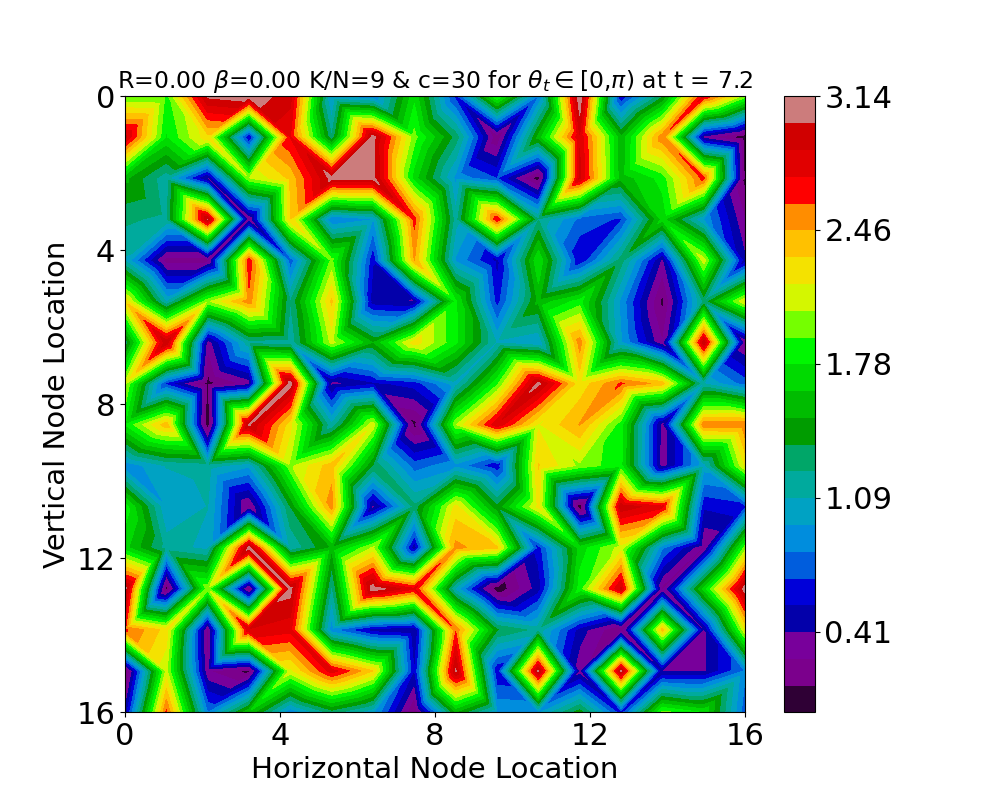 R=0.00 β=0.00 K/N=9 & c=30 for θₜ ∈ [0,π) at t = 7.2
0
4
8
12
16
Vertical Node Location
0 4 8 12 16
Horizontal Node Location
3.14
2.46
1.78
1.09
0.41